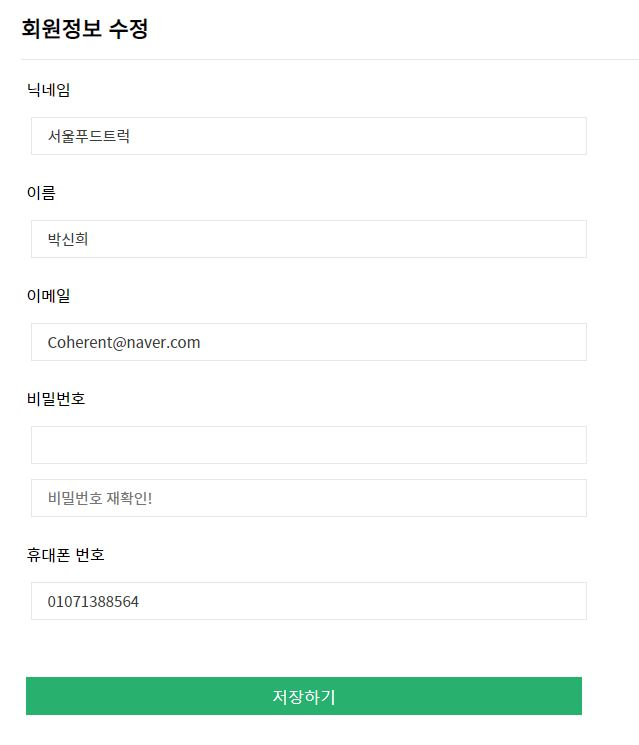 회원정보 수정
닉네임
서울푸드트럭
이름
박신희
이메일
Coherent@naver.com
비밀번호
비밀번호 재확인!
휴대폰 번호
01071388564
저장하기